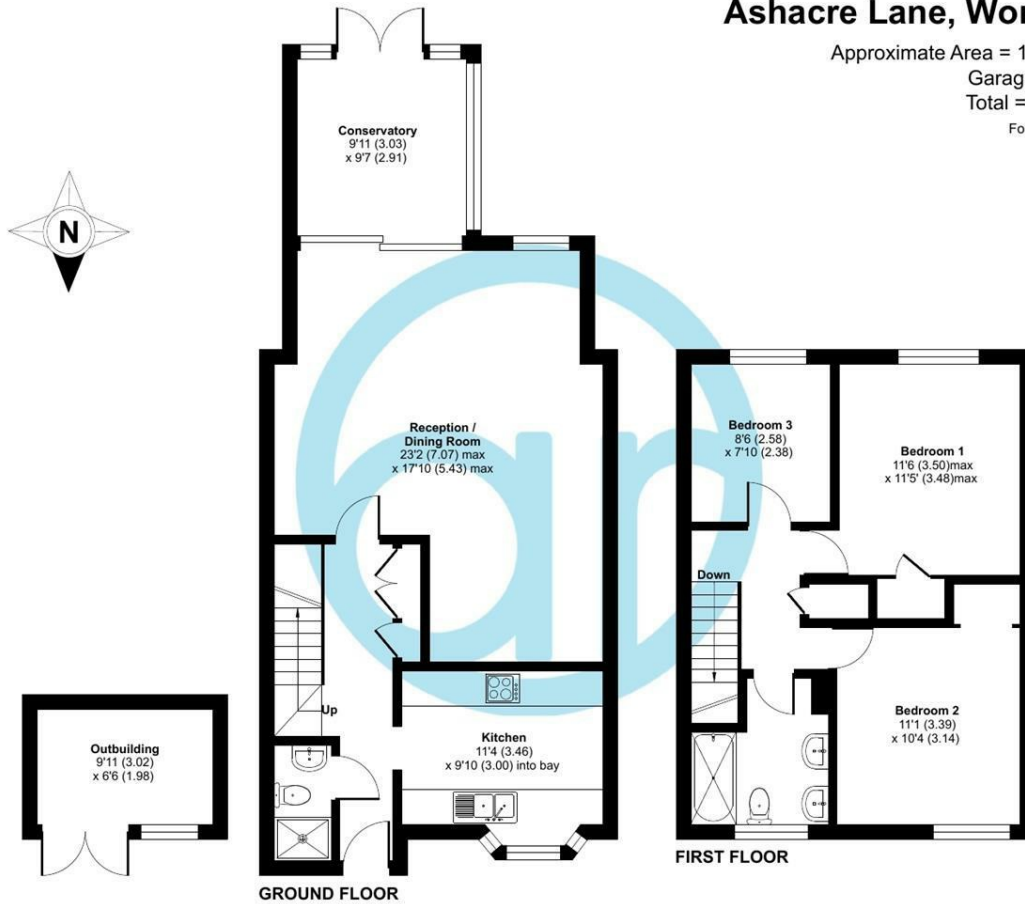 Ashacre Lane, Wor
Approximate Area = 1
Garag
Total =
Fo
N
Conservatory
9'11 (3.03)
x 9'7 (2.91)
Reception /
Dining Room
23'2 (7.07) max
x 17'10 (5.43) max
Up
Kitchen
11'4 (3.46)
x 9'10 (3.00) into bay
Outbuilding
9'11 (3.02)
x 6'6 (1.98)
GROUND FLOOR
Bedroom 3
8'6 (2.58)
x 7'10 (2.38)
Bedroom 1
11'6 (3.50)max
x 11'5' (3.48)max
Down
Bedroom 2
11'1 (3.39)
x 10'4 (3.14)
FIRST FLOOR
ar